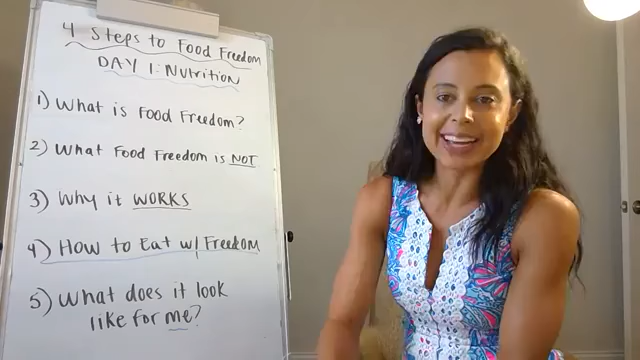 4 Steps to Food Freedom
DAY 1: Nutrition
1) What is Food Freedom?
2) What Food Freedom is NOT
3) Why it WORKS
4) How to Eat w/ Freedom
5) What does it look
like for me?